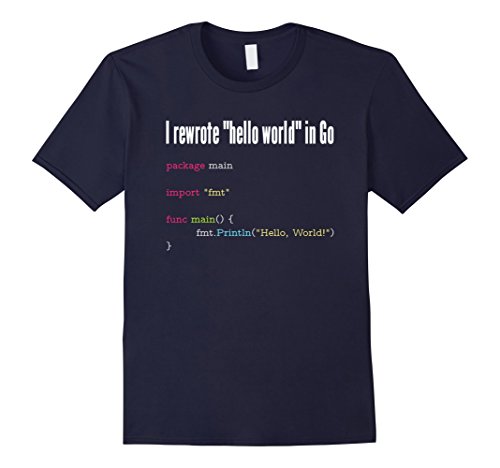 I rewrote "hello world" in Go
package main
import "fmt"
func main() {
fmt.Println("Hello, World!")
}